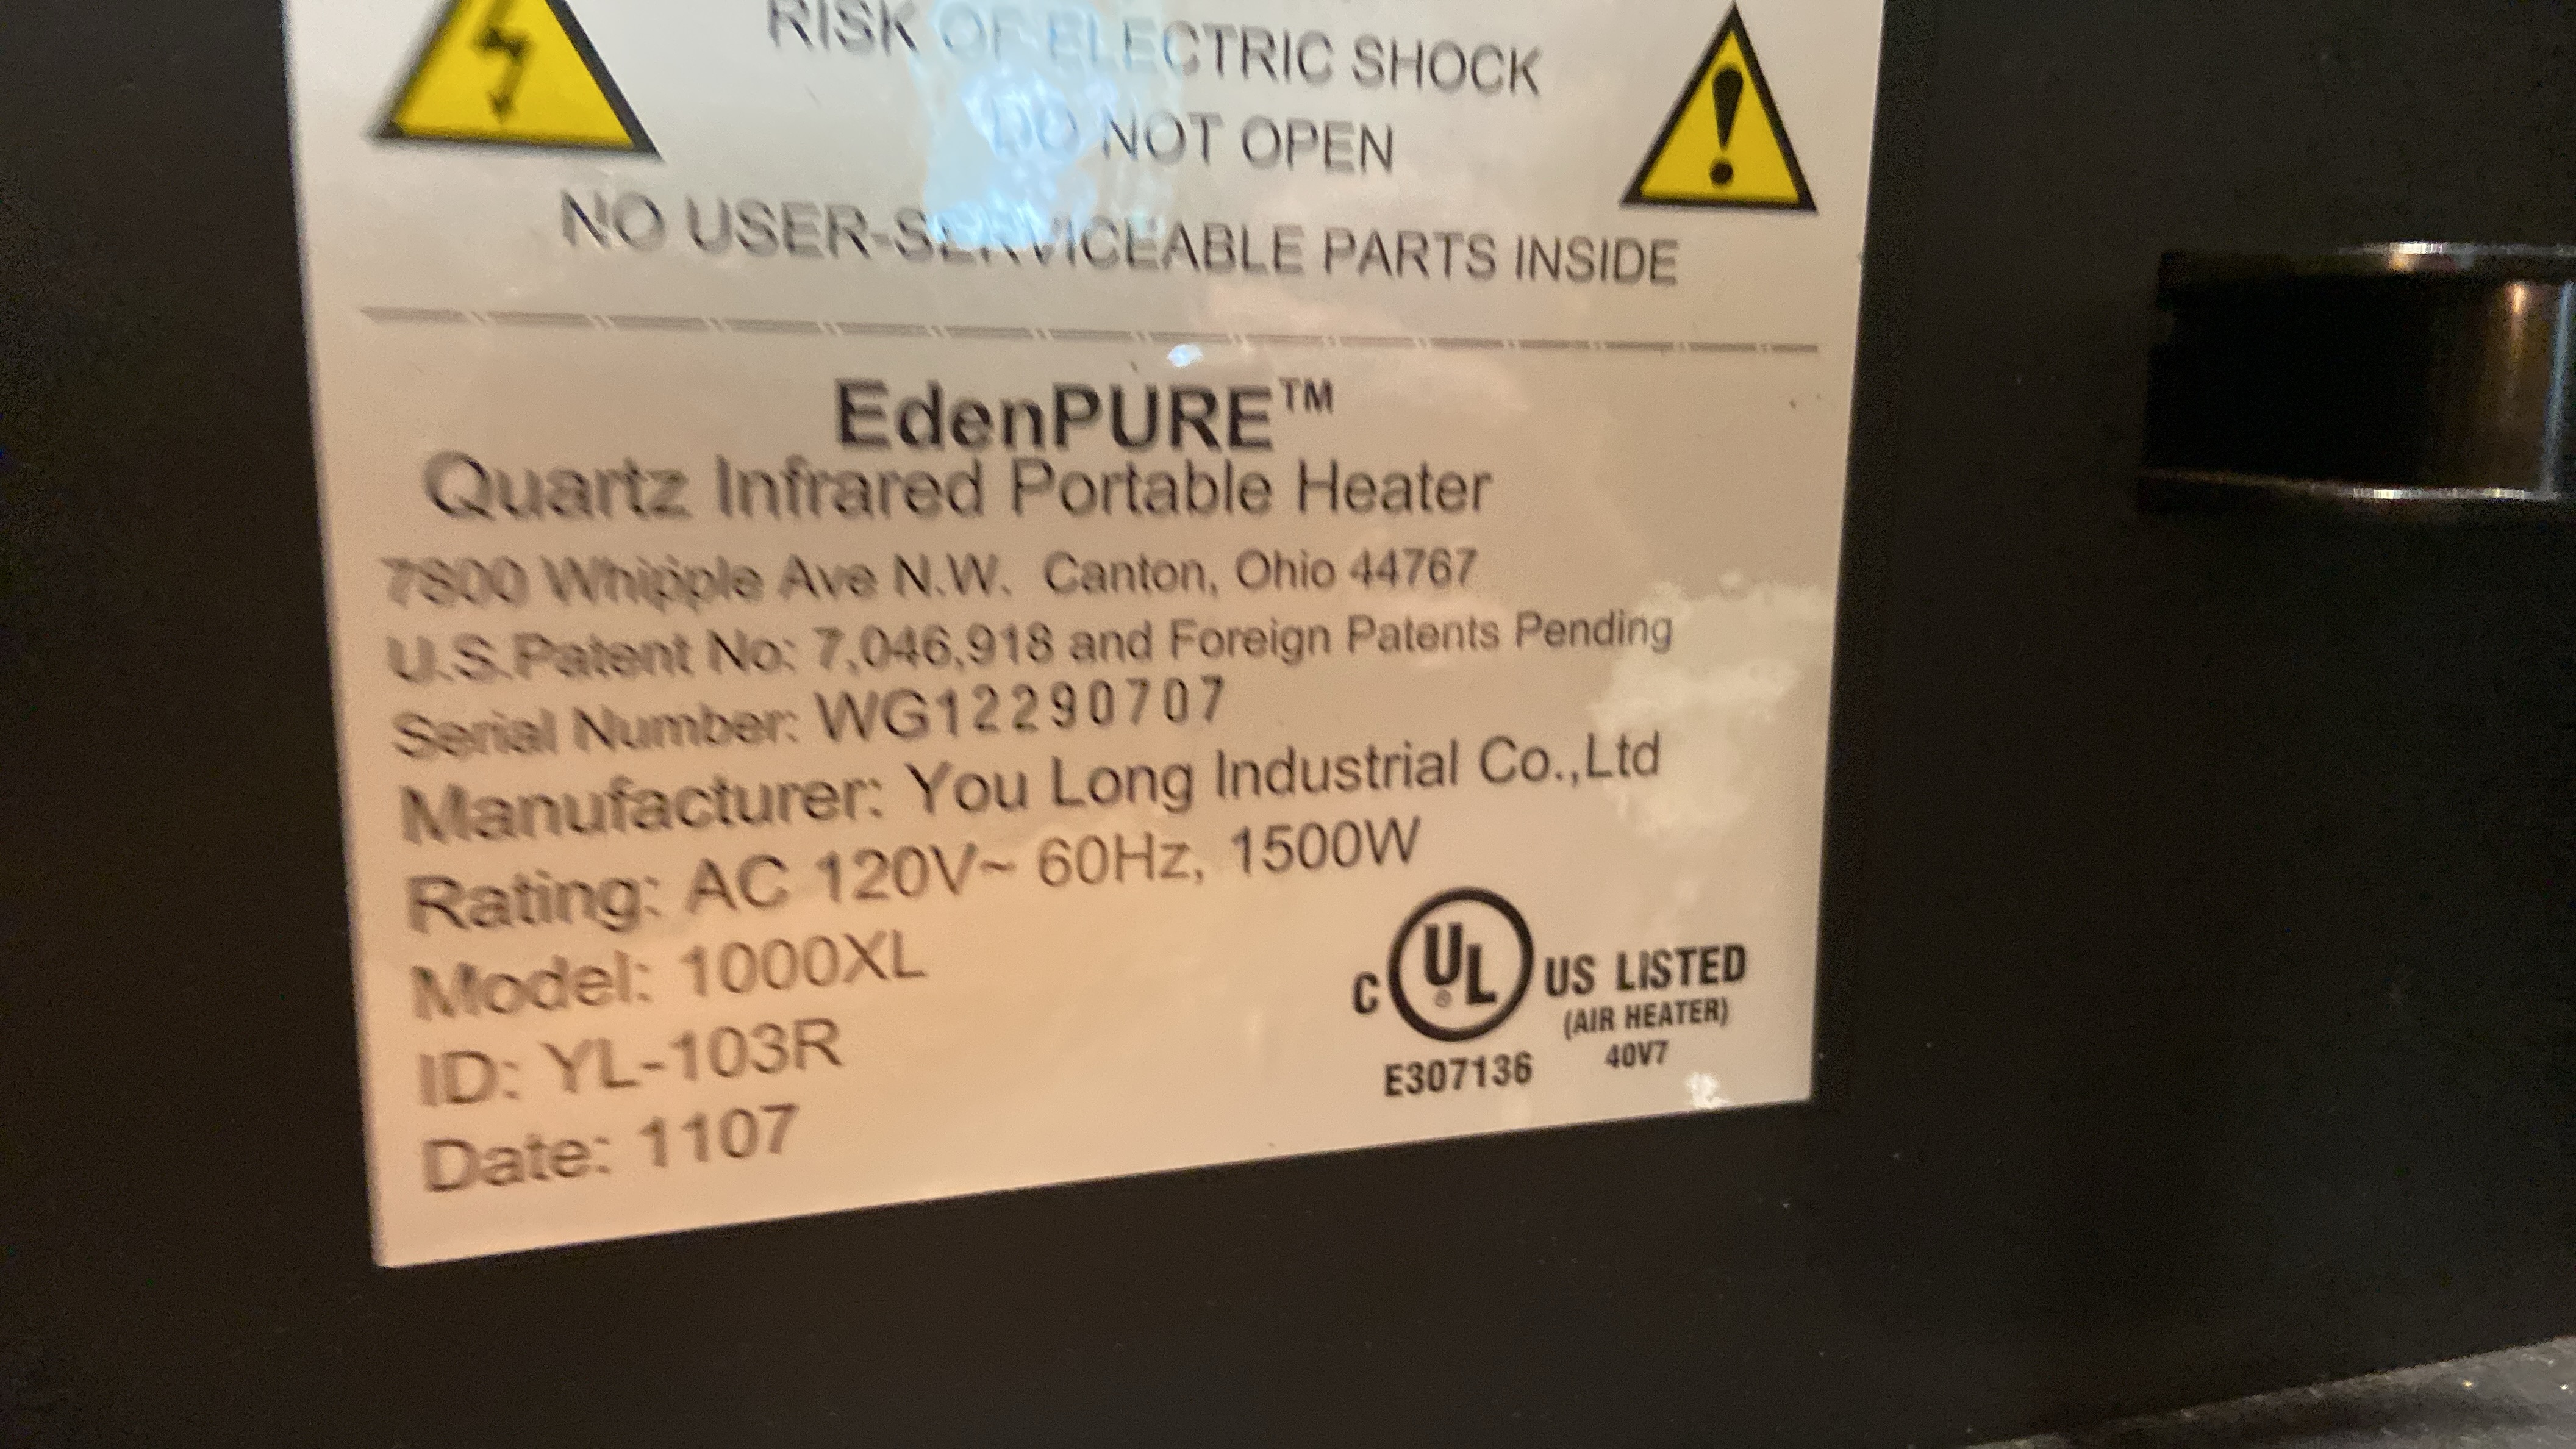 RISK OF ELECTRIC SHOCK
DO NOT OPEN
NO USER-SERVICEABLE PARTS INSIDE
EdenPURE™
Quartz Infrared Portable Heater
7800 Whipple Ave N.W. Canton, Ohio 44767
U.S.Patent No: 7,046,918 and Foreign Patents Pending
Serial Number: WG12290707
Manufacturer: You Long Industrial Co.,Ltd
Rating: AC 120V~ 60Hz, 1500W
Model: 1000XL
ID: YL-103R
Date: 1107
C UL® US LISTED
(AIR HEATER)
E307136 40V7